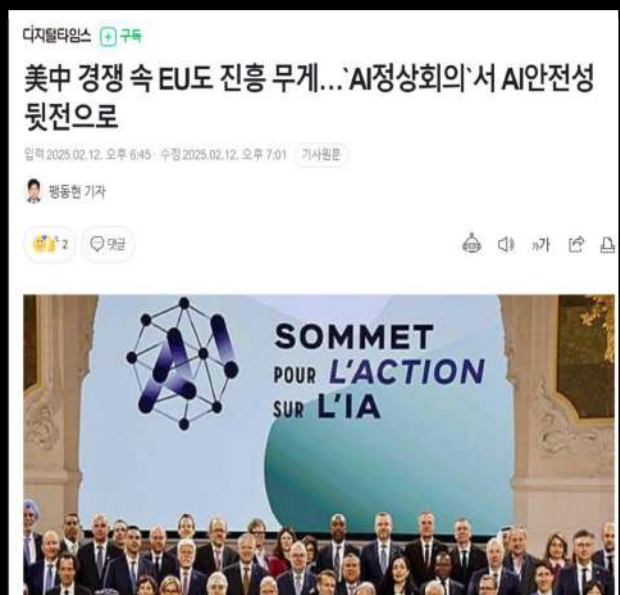 디지털타임스 + 구독
美中 경쟁 속 EU도 진흥 무게…`AI정상회의`서 AI안전성
뒷전으로
입력 2025.02.12. 오후 6:45 · 수정 2025.02.12. 오후 7:01 기사원문
팽동현 기자
2 댓글
가가
AI
SOMMET
POUR L'ACTION
SUR L'IA